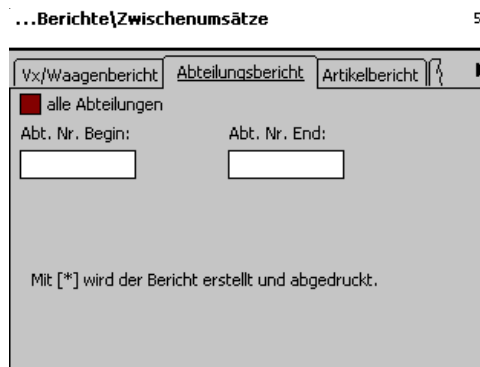 ...Berichte\Zwischenumsätze 5
Vx/Waagenbericht Abteilungsbericht Artikelbericht
alle Abteilungen
Abt. Nr. Begin: Abt. Nr. End:
Mit [*] wird der Bericht erstellt und abgedruckt.